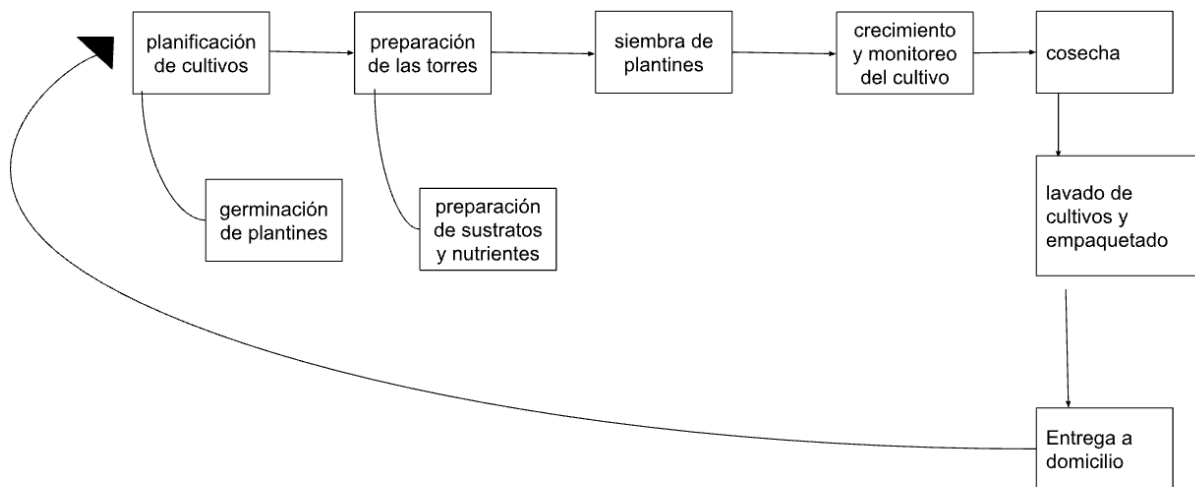 planificación
de cultivos
preparación
de las torres
siembra de
plantines
crecimiento
y monitoreo
del cultivo
cosecha
germinación
de plantines
preparación
de sustratos
y nutrientes
lavado de
cultivos y
empaquetado
Entrega a
domicilio